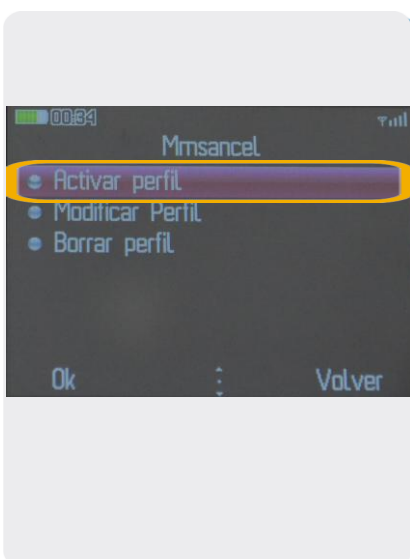 00:34
Mmsancel
Activar perfil
Modificar Perfil
Borrar perfil
Ok Volver